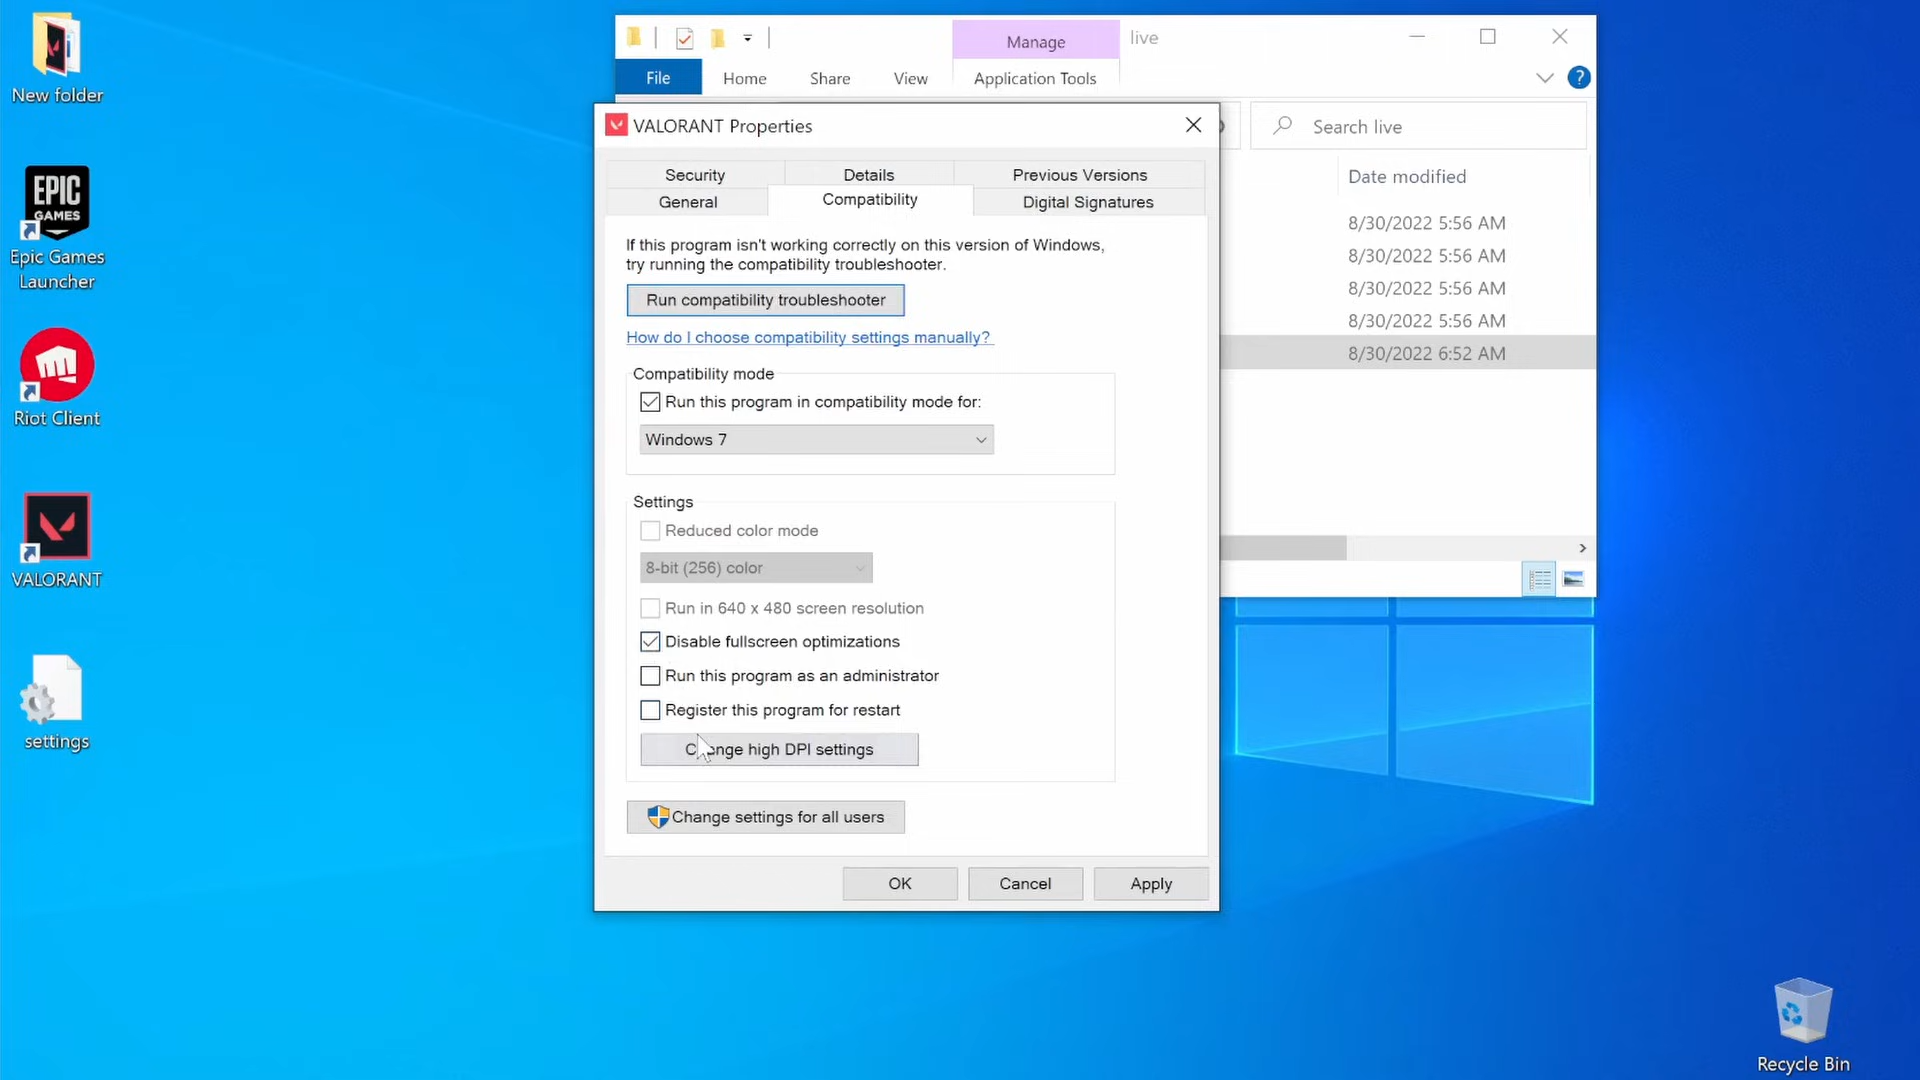 New folder
EPIC
GAMES
Epic Games
Launcher
Riot Client
VALORANT
settings
Manage
live
File
Home
Share
View
Application Tools
?
Search live
Date modified
8/30/2022 5:56 AM
8/30/2022 5:56 AM
8/30/2022 5:56 AM
8/30/2022 5:56 AM
8/30/2022 6:52 AM
VALORANT Properties
Security
Details
Previous Versions
General
Compatibility
Digital Signatures
If this program isn't working correctly on this version of Windows,
try running the compatibility troubleshooter.
Run compatibility troubleshooter
How do I choose compatibility settings manually?
Compatibility mode
Run this program in compatibility mode for:
Windows 7
Settings
Reduced color mode
8-bit (256) color
Run in 640 x 480 screen resolution
Disable fullscreen optimizations
Run this program as an administrator
Register this program for restart
Change high DPI settings
Change settings for all users
OK
Cancel
Apply
Recycle Bin